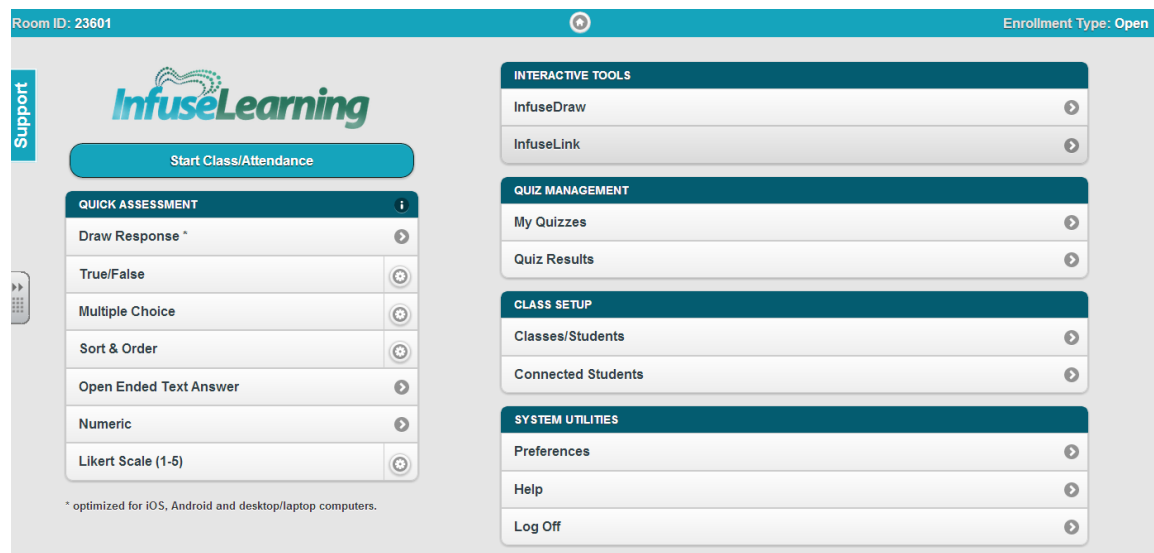 Room ID: 23601
Enrollment Type: Open
Support
InfuseLearning
Start Class/Attendance
QUICK ASSESSMENT
Draw Response *
True/False
Multiple Choice
Sort & Order
Open Ended Text Answer
Numeric
Likert Scale (1-5)
* optimized for iOS, Android and desktop/laptop computers.
INTERACTIVE TOOLS
InfuseDraw
InfuseLink
QUIZ MANAGEMENT
My Quizzes
Quiz Results
CLASS SETUP
Classes/Students
Connected Students
SYSTEM UTILITIES
Preferences
Help
Log Off